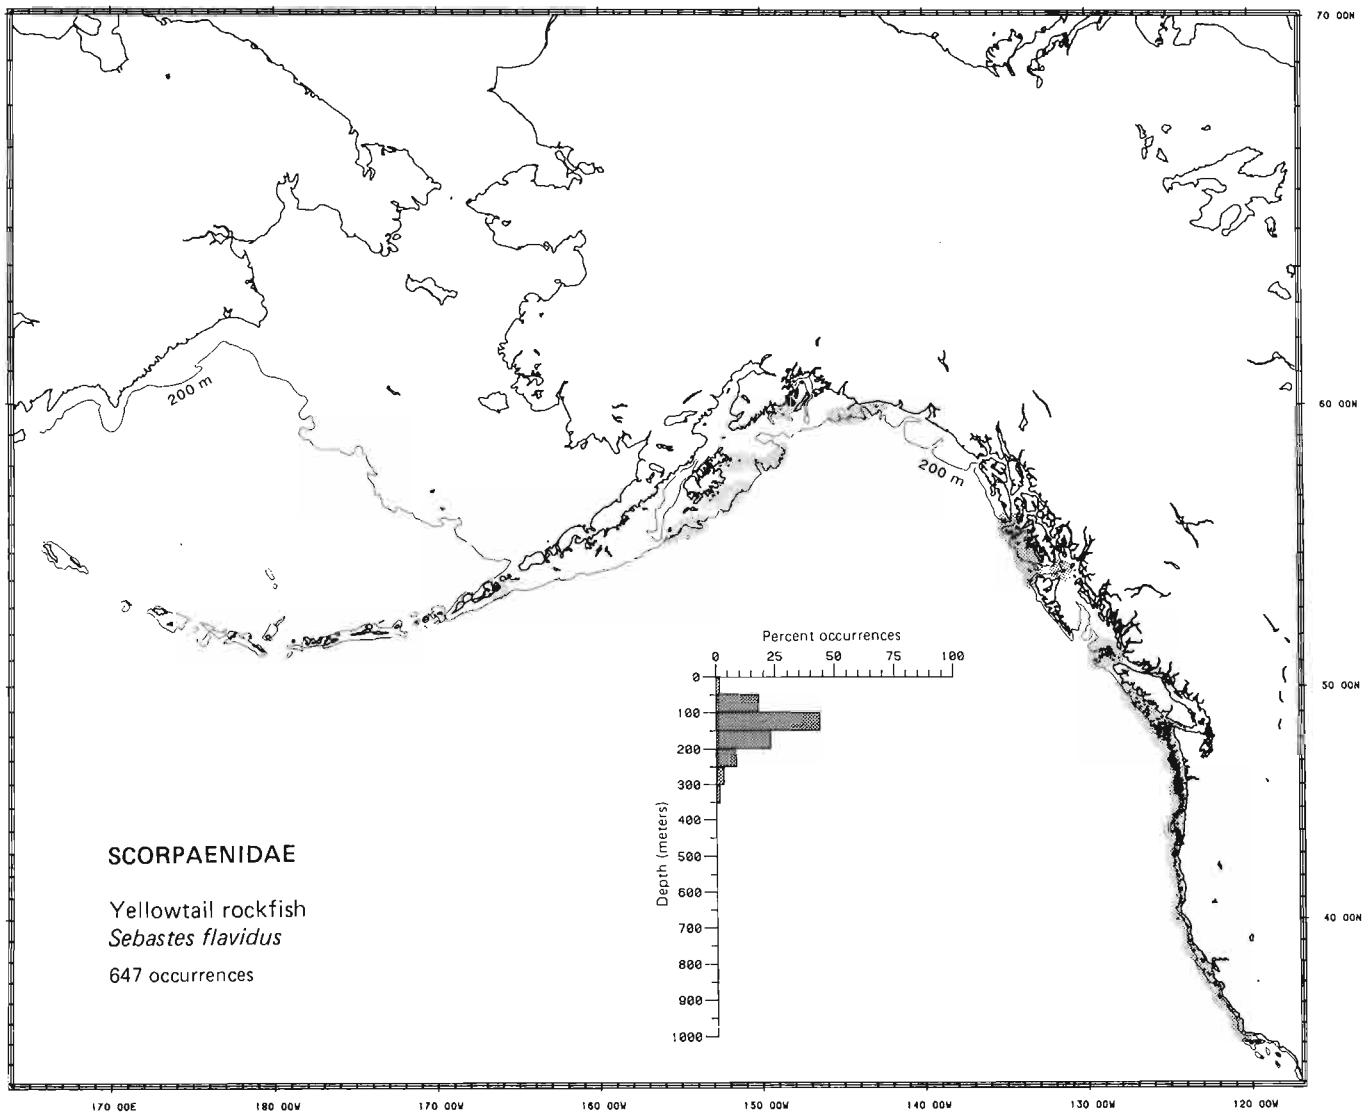 70 00N
200 m
60 00N
200 m
Percent occurrences
0 25 50 75 100
50 00N
0
100
200
300
400
500
600
700
800
900
1000
Depth (meters)
40 00N
SCORPAENIDAE
Yellowtail rockfish
Sebastes flavidus
647 occurrences
170 00E 180 00W 170 00W 160 00W 150 00W 140 00W 130 00W 120 00W